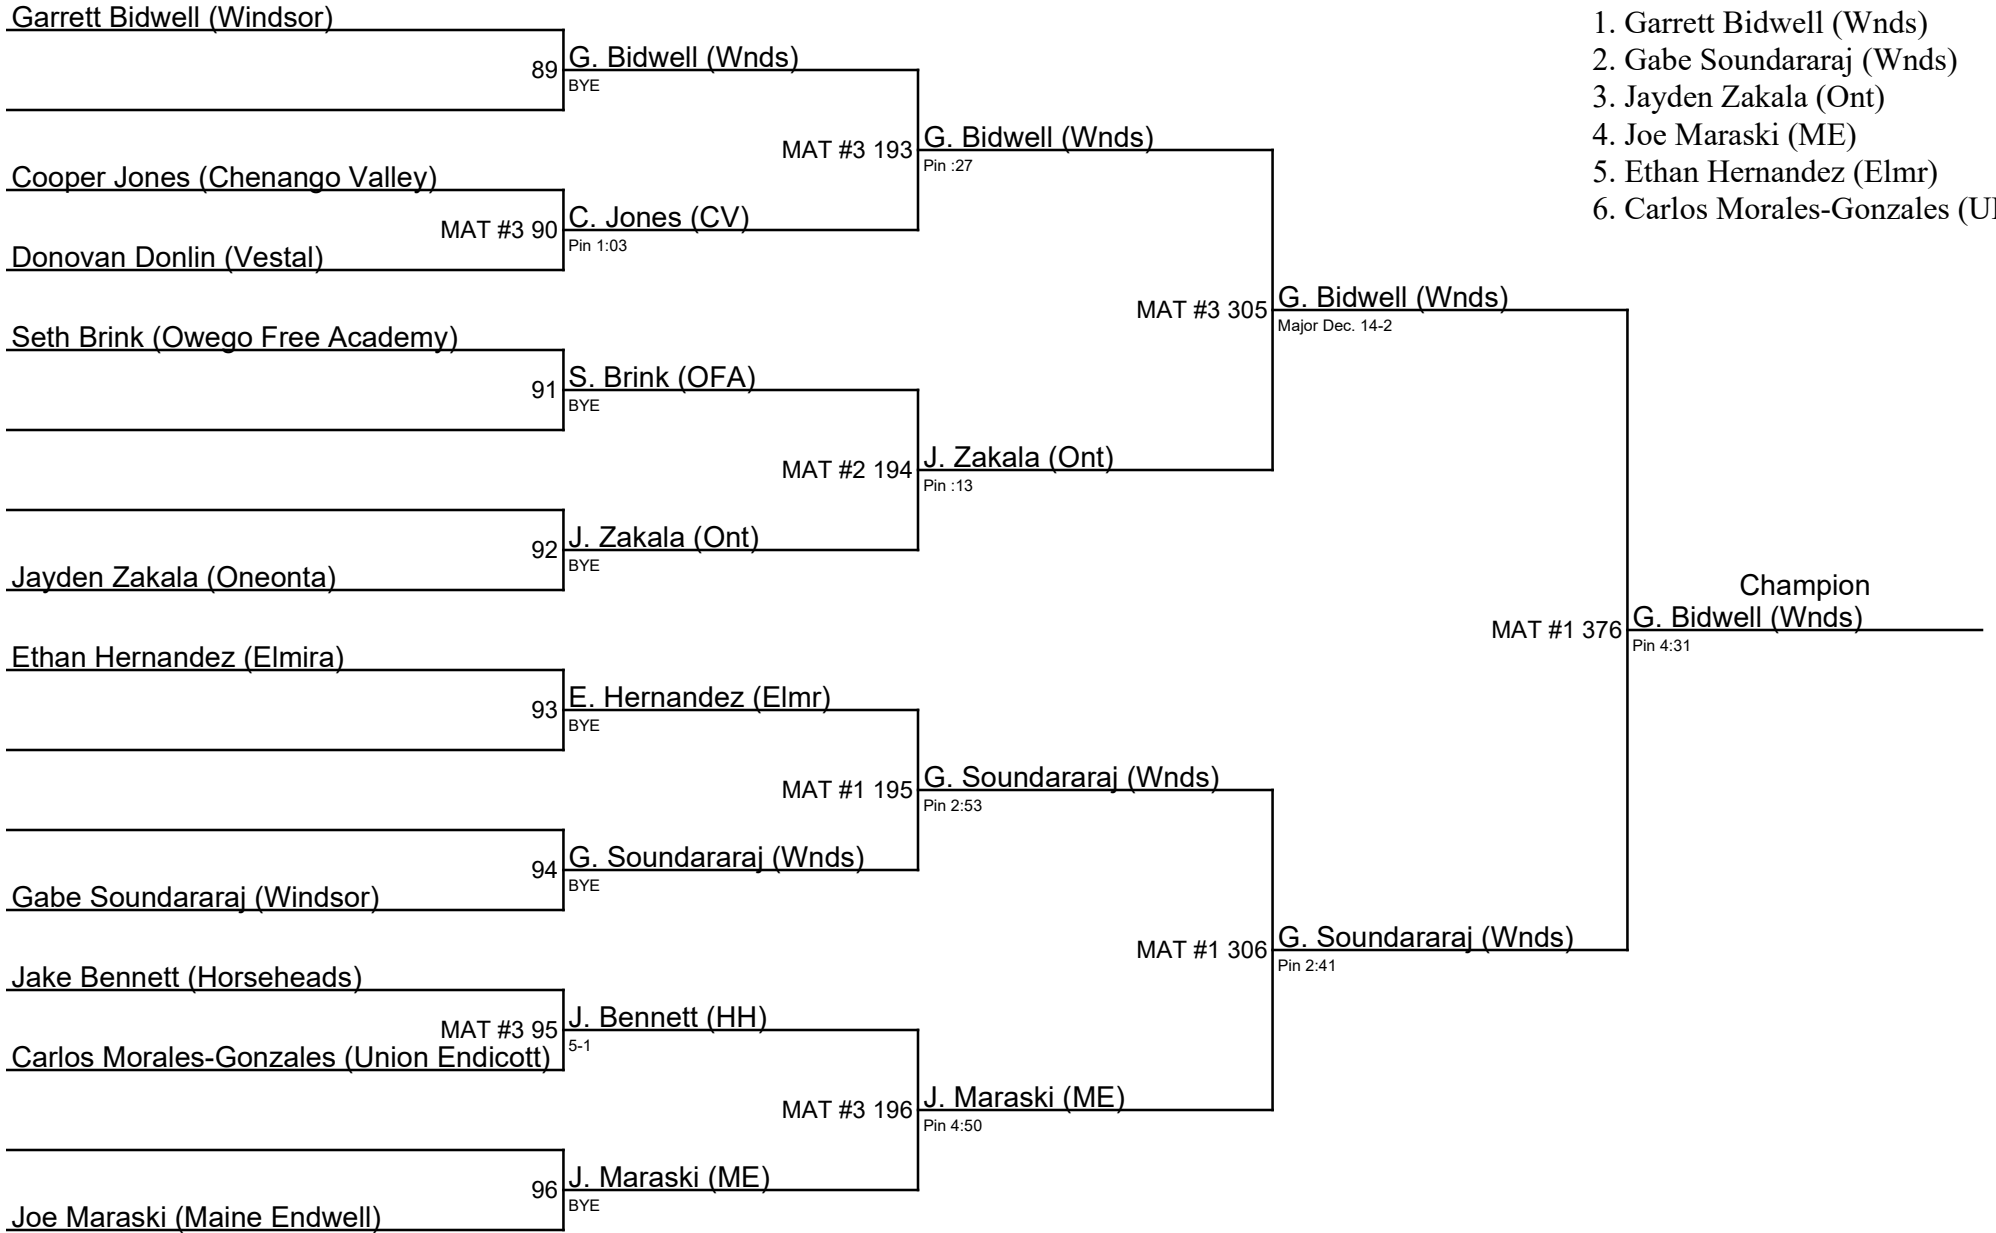 Garrett Bidwell (Windsor)
89
G. Bidwell (Wnds)
BYE
Cooper Jones (Chenango Valley)
MAT #3 90
Donovan Donlin (Vestal)
C. Jones (CV)
Pin 1:03
MAT #3 193
G. Bidwell (Wnds)
Pin :27
Seth Brink (Owego Free Academy)
91
S. Brink (OFA)
BYE
92
Jayden Zakala (Oneonta)
J. Zakala (Ont)
BYE
MAT #2 194
J. Zakala (Ont)
Pin :13
MAT #3 305
G. Bidwell (Wnds)
Major Dec. 14-2
Ethan Hernandez (Elmira)
93
E. Hernandez (Elmr)
BYE
94
Gabe Soundararaj (Windsor)
G. Soundararaj (Wnds)
BYE
MAT #1 195
G. Soundararaj (Wnds)
Pin 2:53
Jake Bennett (Horseheads)
MAT #3 95
Carlos Morales-Gonzales (Union Endicott)
J. Bennett (HH)
5-1
96
Joe Maraski (Maine Endwell)
J. Maraski (ME)
BYE
MAT #3 196
J. Maraski (ME)
Pin 4:50
MAT #1 306
G. Soundararaj (Wnds)
Pin 2:41
MAT #1 376
Champion
G. Bidwell (Wnds)
Pin 4:31
1. Garrett Bidwell (Wnds)
2. Gabe Soundararaj (Wnds)
3. Jayden Zakala (Ont)
4. Joe Maraski (ME)
5. Ethan Hernandez (Elmr)
6. Carlos Morales-Gonzales